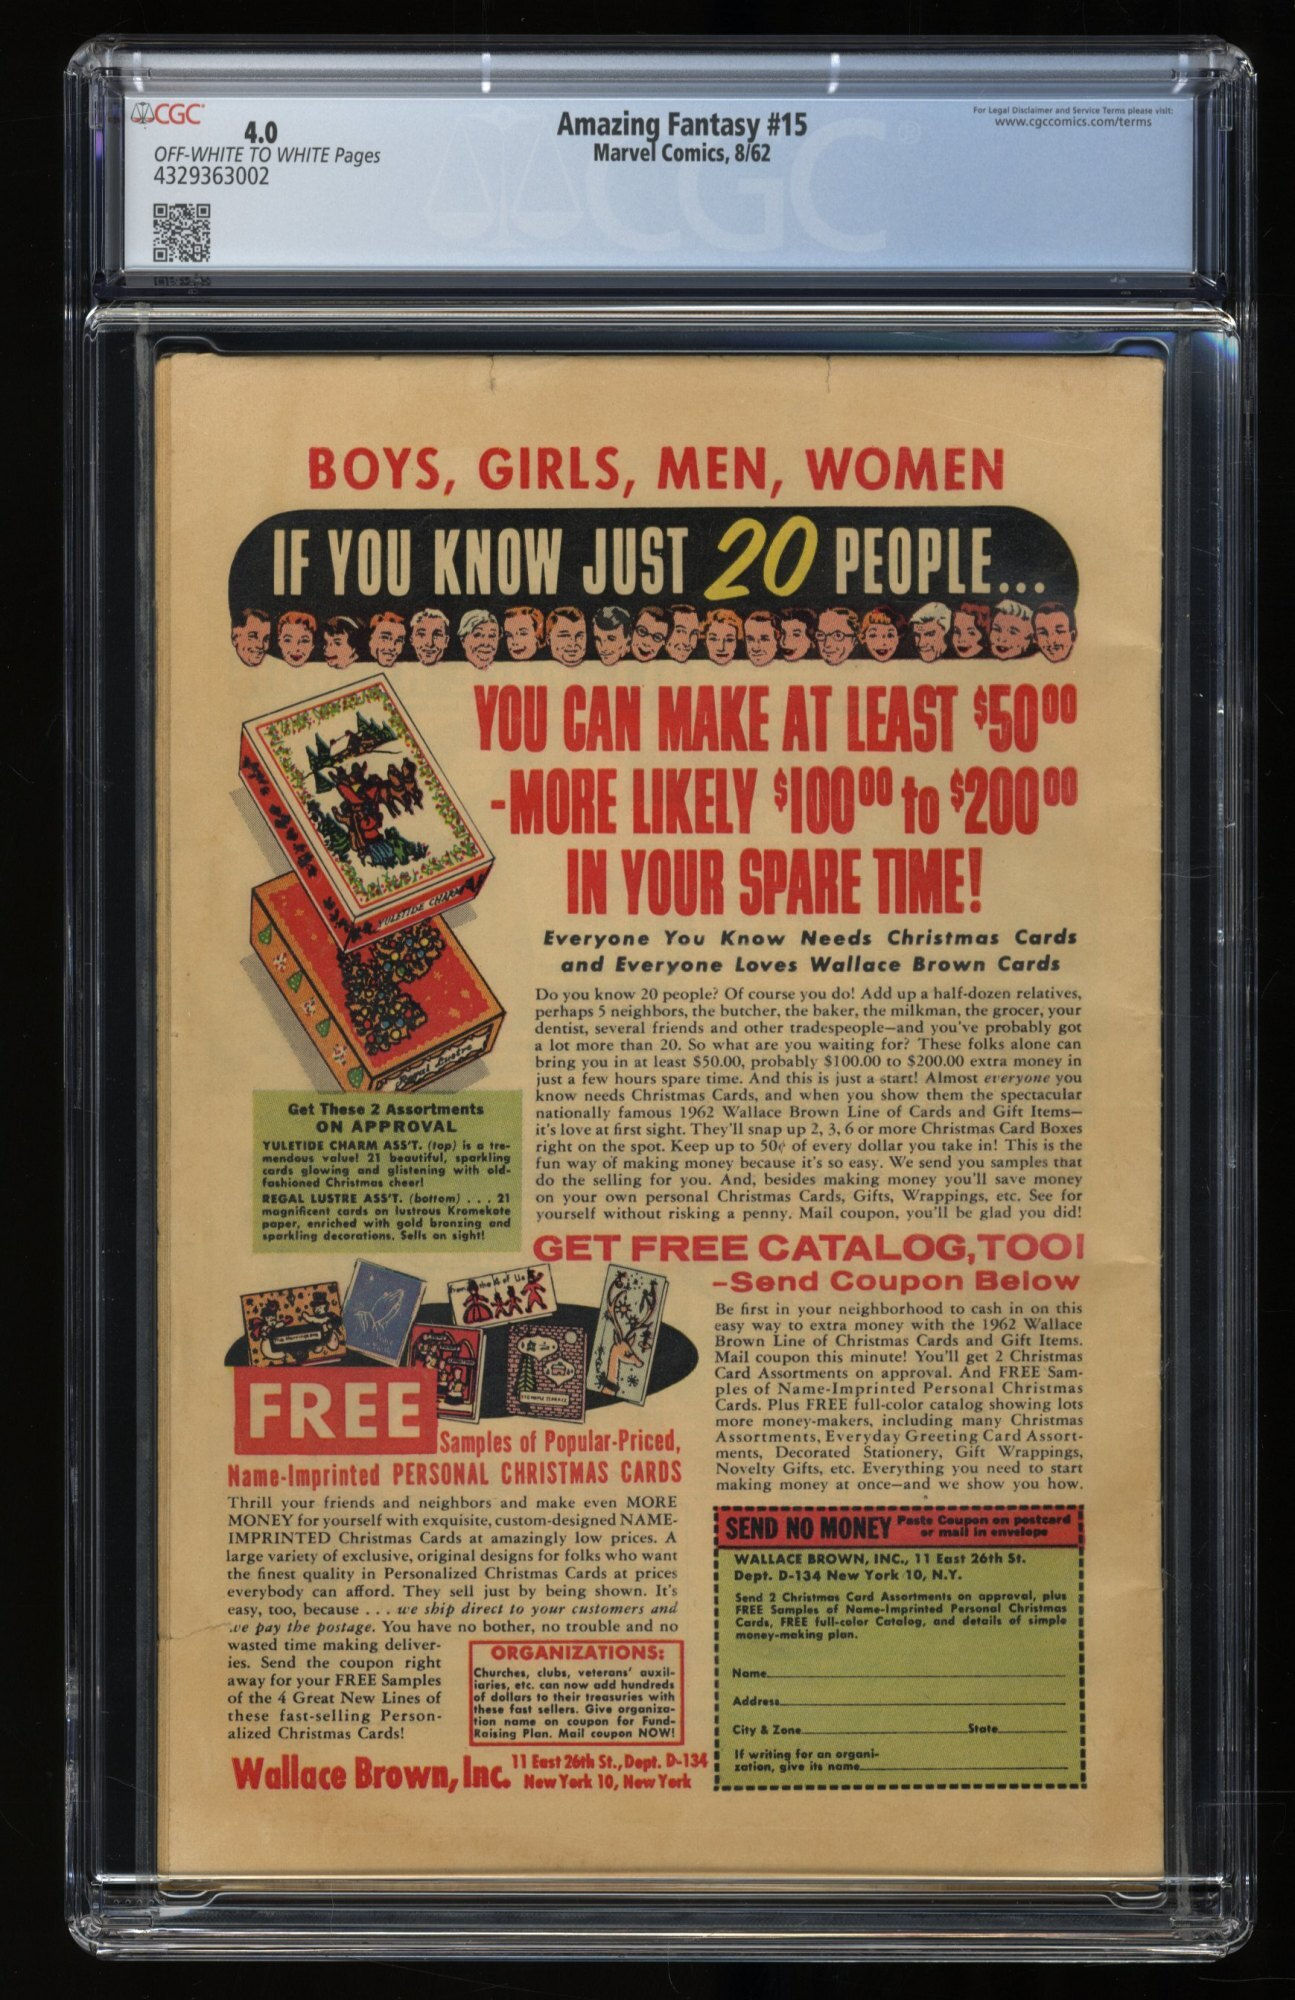 CGC
4.0
OFF-WHITE TO WHITE Pages
4329363002
Amazing Fantasy #15
Marvel Comics, 8/62
For Legal Disclaimer and Service Terms please visit:
www.cgccomics.com/terms
CGC
BOYS, GIRLS, MEN, WOMEN
IF YOU KNOW JUST 20 PEOPLE...
YOU CAN MAKE AT LEAST $50.00
-MORE LIKELY $100.00 to $200.00
IN YOUR SPARE TIME!
YULETIDE CHARM
Regal Lustre
Everyone You Know Needs Christmas Cards
and Everyone Loves Wallace Brown Cards
Do you know 20 people? Of course you do! Add up a half-dozen relatives,
perhaps 5 neighbors, the butcher, the baker, the milkman, the grocer, your
dentist, several friends and other tradespeople—and you've probably got
a lot more than 20. So what are you waiting for? These folks alone can
bring you in at least $50.00, probably $100.00 to $200.00 extra money in
just a few hours spare time. And this is just a start! Almost everyone you
know needs Christmas Cards, and when you show them the spectacular
nationally famous 1962 Wallace Brown Line of Cards and Gift Items—
it's love at first sight. They'll snap up 2, 3, 6 or more Christmas Card Boxes
right on the spot. Keep up to 50¢ of every dollar you take in! This is the
fun way of making money because it's so easy. We send you samples that
do the selling for you. And, besides making money you'll save money
on your own personal Christmas Cards, Gifts, Wrappings, etc. See for
yourself without risking a penny. Mail coupon, you'll be glad you did!
Get These 2 Assortments
ON APPROVAL
YULETIDE CHARM ASS'T. (top) is a tre-
mendous value! 21 beautiful, sparkling
cards glowing and glistening with old-
fashioned Christmas cheer!
REGAL LUSTRE ASS'T. (bottom) . . . 21
magnificent cards on lustrous Kromekote
paper, enriched with gold bronzing and
sparkling decorations. Sells on sight!
GET FREE CATALOG, TOO!
—Send Coupon Below
Be first in your neighborhood to cash in on this
easy way to extra money with the 1962 Wallace
Brown Line of Christmas Cards and Gift Items.
Mail coupon this minute! You'll get 2 Christmas
Card Assortments on approval. And FREE Sam-
ples of Name-Imprinted Personal Christmas
Cards. Plus FREE full-color catalog showing lots
more money-makers, including many Christmas
Assortments, Everyday Greeting Card Assort-
ments, Decorated Stationery, Gift Wrappings,
Novelty Gifts, etc. Everything you need to start
making money at once—and we show you how.
from the 4 of Us
FREE
Samples of Popular-Priced,
Name-Imprinted PERSONAL CHRISTMAS CARDS
Thrill your friends and neighbors and make even MORE
MONEY for yourself with exquisite, custom-designed NAME-
IMPRINTED Christmas Cards at amazingly low prices. A
large variety of exclusive, original designs for folks who want
the finest quality in Personalized Christmas Cards at prices
everybody can afford. They sell just by being shown. It's
easy, too, because . . . we ship direct to your customers and
we pay the postage. You have no bother, no trouble and no
wasted time making deliver-
ies. Send the coupon right
away for your FREE Samples
of the 4 Great New Lines of
these fast-selling Person-
alized Christmas Cards!
ORGANIZATIONS:
Churches, clubs, veterans' auxil-
iaries, etc. can now add hundreds
of dollars to their treasuries with
these fast sellers. Give organiza-
tion name on coupon for Fund-
Raising Plan. Mail coupon NOW!
Wallace Brown, Inc. 11 East 26th St., Dept. D-134
New York 10, New York
SEND NO MONEY Paste Coupon on postcard
or mail in envelope
WALLACE BROWN, INC., 11 East 26th St.
Dept. D-134 New York 10, N.Y.
Send 2 Christmas Card Assortments on approval, plus
FREE Samples of Name-Imprinted Personal Christmas
Cards, FREE full-color Catalog, and details of simple
money-making plan.
Name
Address
City & Zone State
If writing for an organi-
zation, give its name